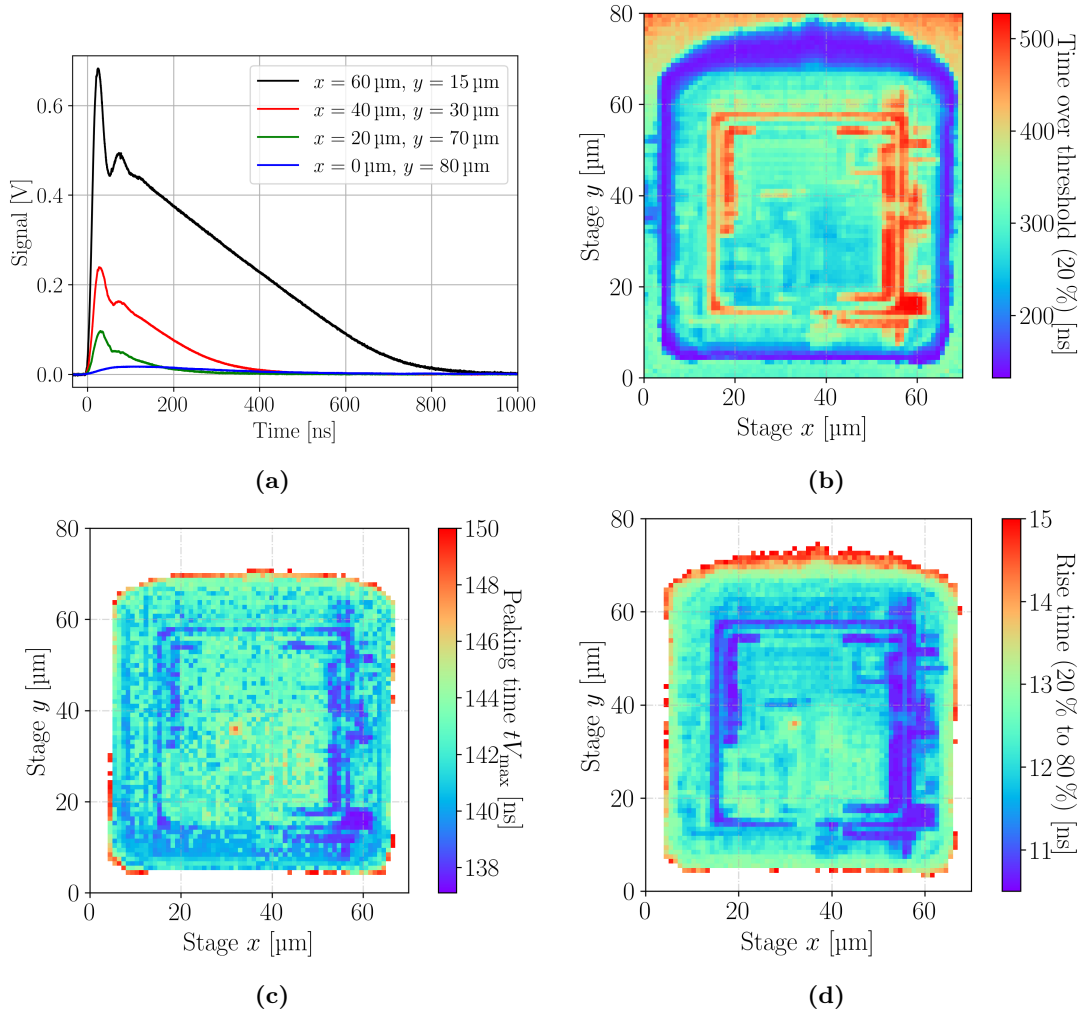 0.6
0.4
0.2
0.0
Signal [V]
0
200
400
600
800
1000
Time [ns]
x = 60 µm, y = 15 µm
x = 40 µm, y = 30 µm
x = 20 µm, y = 70 µm
x = 0 µm, y = 80 µm
(a)
80
60
40
20
0
Stage y [µm]
0
20
40
60
Stage x [µm]
500
400
300
200
Time over threshold (20 %) [ns]
(b)
80
60
40
20
0
Stage y [µm]
0
20
40
60
Stage x [µm]
150
148
146
144
142
140
138
Peaking time tVmax [ns]
(c)
80
60
40
20
0
Stage y [µm]
0
20
40
60
Stage x [µm]
15
14
13
12
11
Rise time (20 % to 80 %) [ns]
(d)